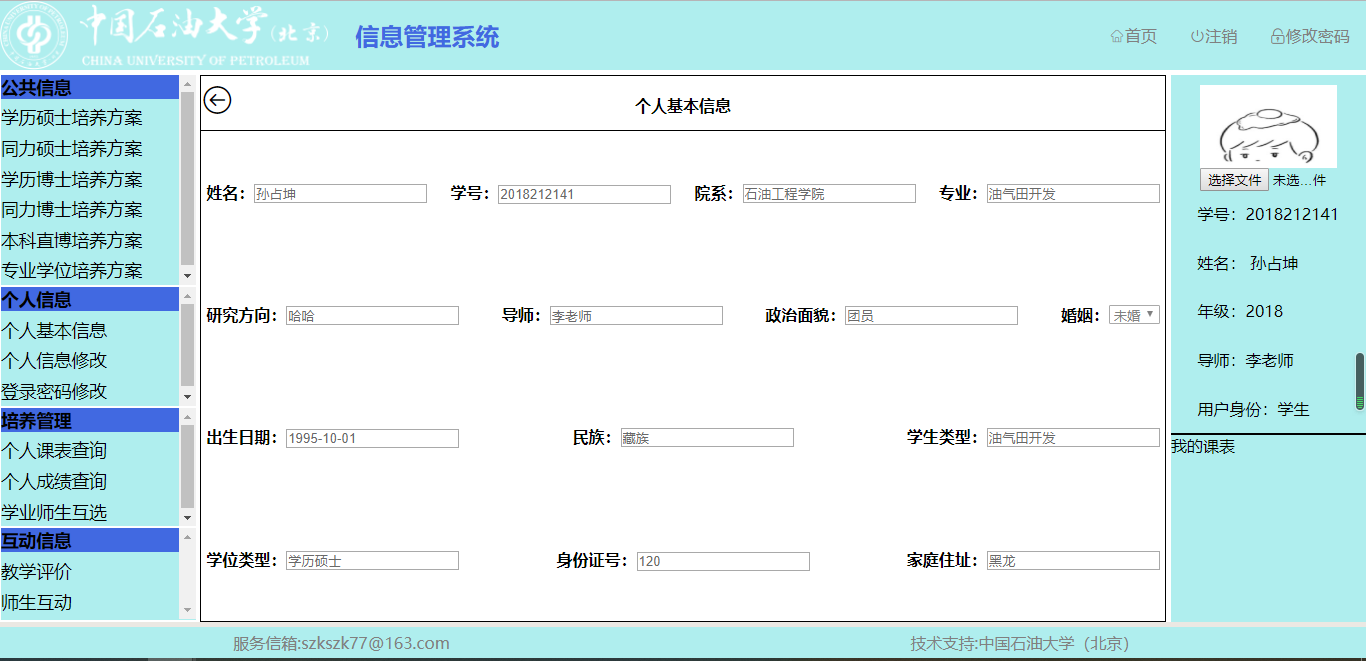 中国石油大学(北京)
CHINA UNIVERSITY OF PETROLEUM
信息管理系统
首页 注销 修改密码
公共信息
学历硕士培养方案
同力硕士培养方案
学历博士培养方案
同力博士培养方案
本科直博培养方案
专业学位培养方案
个人信息
个人基本信息
个人信息修改
登录密码修改
培养管理
个人课表查询
个人成绩查询
学业师生互选
互动信息
教学评价
师生互动
个人基本信息
姓名：孙占坤 学号：2018212141 院系：石油工程学院 专业：油气田开发
研究方向：哈哈 导师：李老师 政治面貌：团员 婚姻：未婚
出生日期：1995-10-01 民族：藏族 学生类型：油气田开发
学位类型：学历硕士 身份证号：120 家庭住址：黑龙
选择文件 未选...件
学号：2018212141
姓名： 孙占坤
年级：2018
导师：李老师
用户身份：学生
我的课表
服务信箱:szkszk77@163.com 技术支持:中国石油大学（北京）